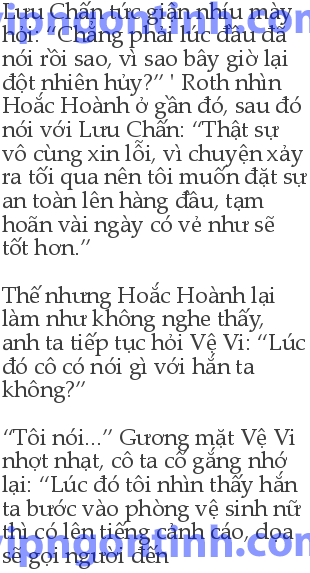 Lưu Chấn tức giận nhíu mày
hỏi: “Chẳng phải lúc đầu đã
nói rồi sao, vì sao bây giờ lại
đột nhiên hủy?” ' Roth nhìn
Hoắc Hoành ở gần đó, sau đó
nói với Lưu Chấn: “Thật sự
vô cùng xin lỗi, vì chuyện xảy
ra tối qua nên tôi muốn đặt sự
an toàn lên hàng đầu, tạm
hoãn vài ngày có vẻ như sẽ
tốt hơn.”
Thế nhưng Hoắc Hoành lại
làm như không nghe thấy,
anh ta tiếp tục hỏi Vệ Vi: “Lúc
đó cô có nói gì với hắn ta
không?”
“Tôi nói...” Gương mặt Vệ Vi
nhợt nhạt, cô ta cố gắng nhớ
lại: “Lúc đó tôi nhìn thấy hắn
ta bước vào phòng vệ sinh nữ
thì có lên tiếng cảnh cáo, dọa
sẽ gọi người đến
vipngontinh.com
vipngontinh.com